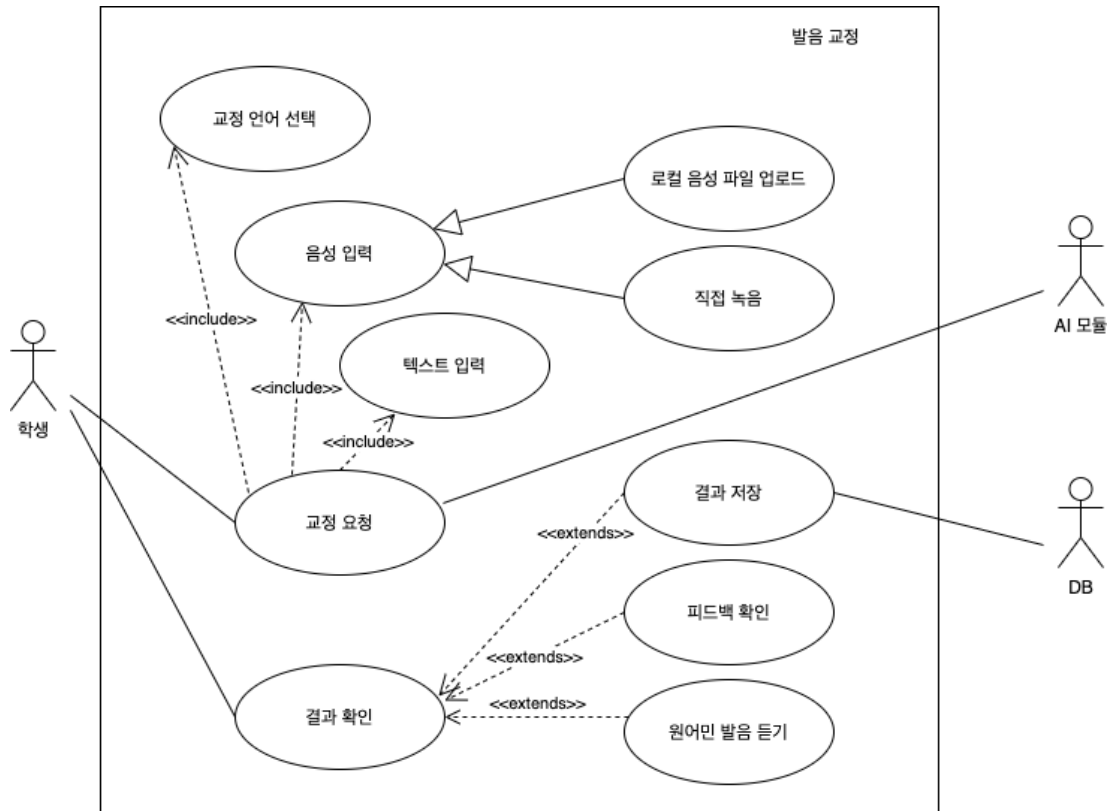 발음 교정
교정 언어 선택
로컬 음성 파일 업로드
음성 입력
직접 녹음
<<include>>
AI 모듈
텍스트 입력
<<include>>
학생
<<include>>
결과 저장
교정 요청
<<extends>>
DB
피드백 확인
<<extends>>
<<extends>>
결과 확인
원어민 발음 듣기